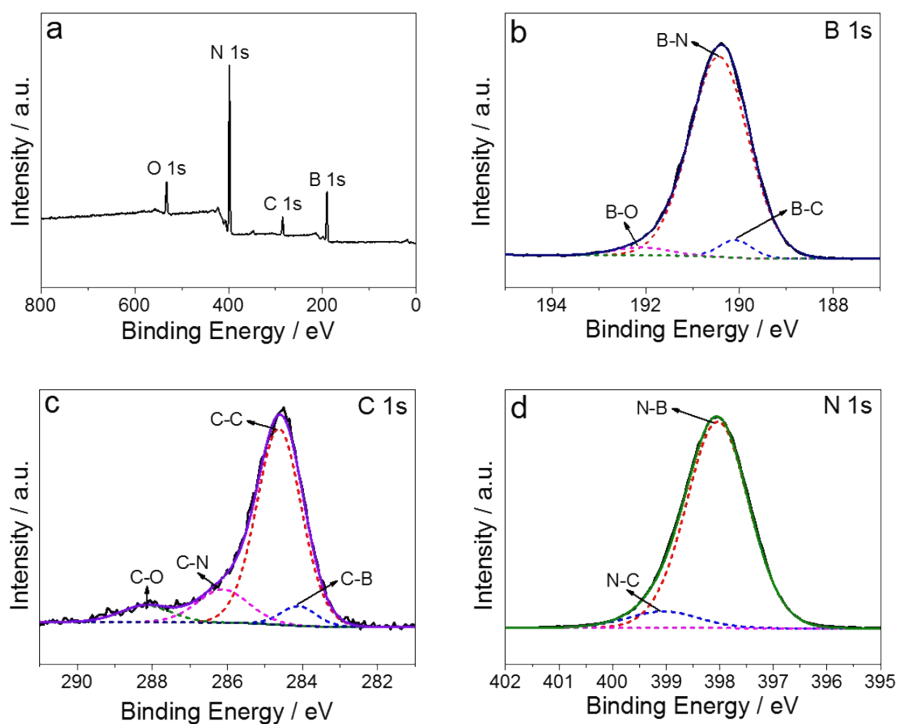 a
Intensity / a.u.
O 1s
N 1s
C 1s
B 1s
800 600 400 200 0
Binding Energy / eV
b
B 1s
Intensity / a.u.
B-N
B-O
B-C
194 192 190 188
Binding Energy / eV
c
C 1s
Intensity / a.u.
C-C
C-N
C-O
C-B
290 288 286 284 282
Binding Energy / eV
d
N 1s
Intensity / a.u.
N-B
N-C
402 401 400 399 398 397 396 395
Binding Energy / eV